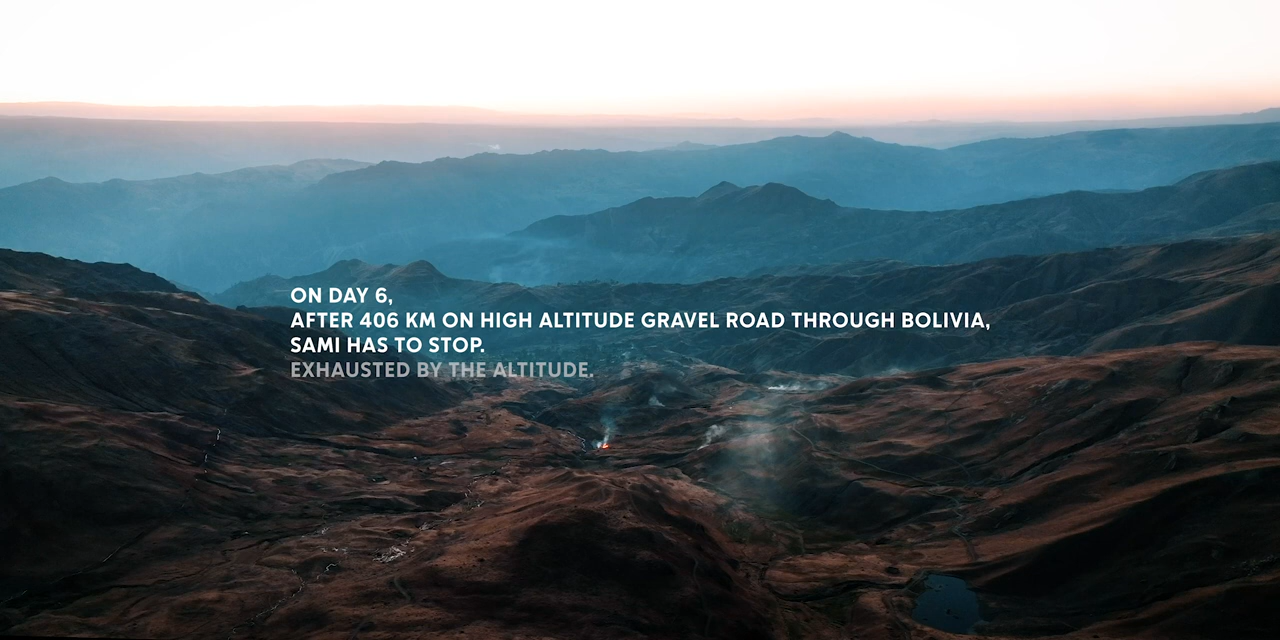 ON DAY 6,
AFTER 406 KM ON HIGH ALTITUDE GRAVEL ROAD THROUGH BOLIVIA,
SAMI HAS TO STOP.
EXHAUSTED BY THE ALTITUDE.